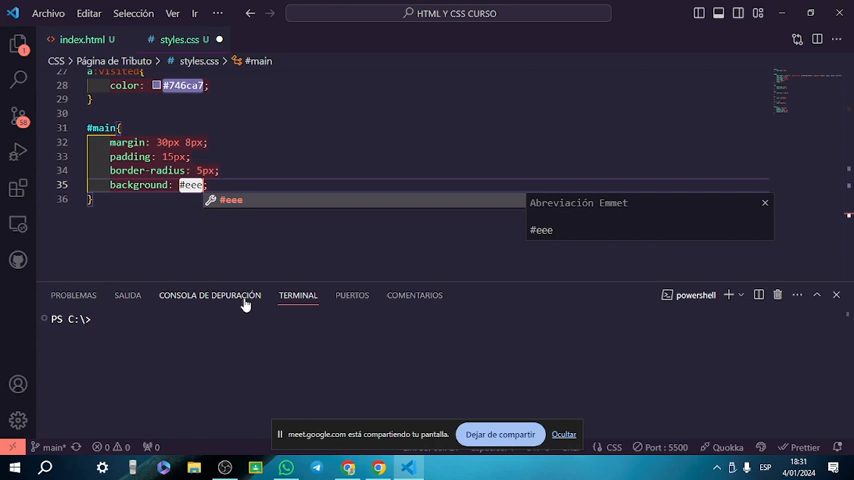 Archivo Editar Selección Ver Ir ··· HTML Y CSS CURSO
index.html U styles.css U
CSS > Página de Tributo > # styles.css > #main
27 a:visited{
28 color: #746ca7;
29 }
30
31 #main{
32 margin: 30px 8px;
33 padding: 15px;
34 border-radius: 5px;
35 background: #eee;
36 }
#eee
Abreviación Emmet
#eee
1
58
PROBLEMAS SALIDA CONSOLA DE DEPURACIÓN TERMINAL PUERTOS COMENTARIOS powershell
PS C:\>
meet.google.com está compartiendo tu pantalla. Dejar de compartir Ocultar
main* 0 0 0 CSS Port : 5500 Quokka Prettier
ESP 18:31
4/01/2024